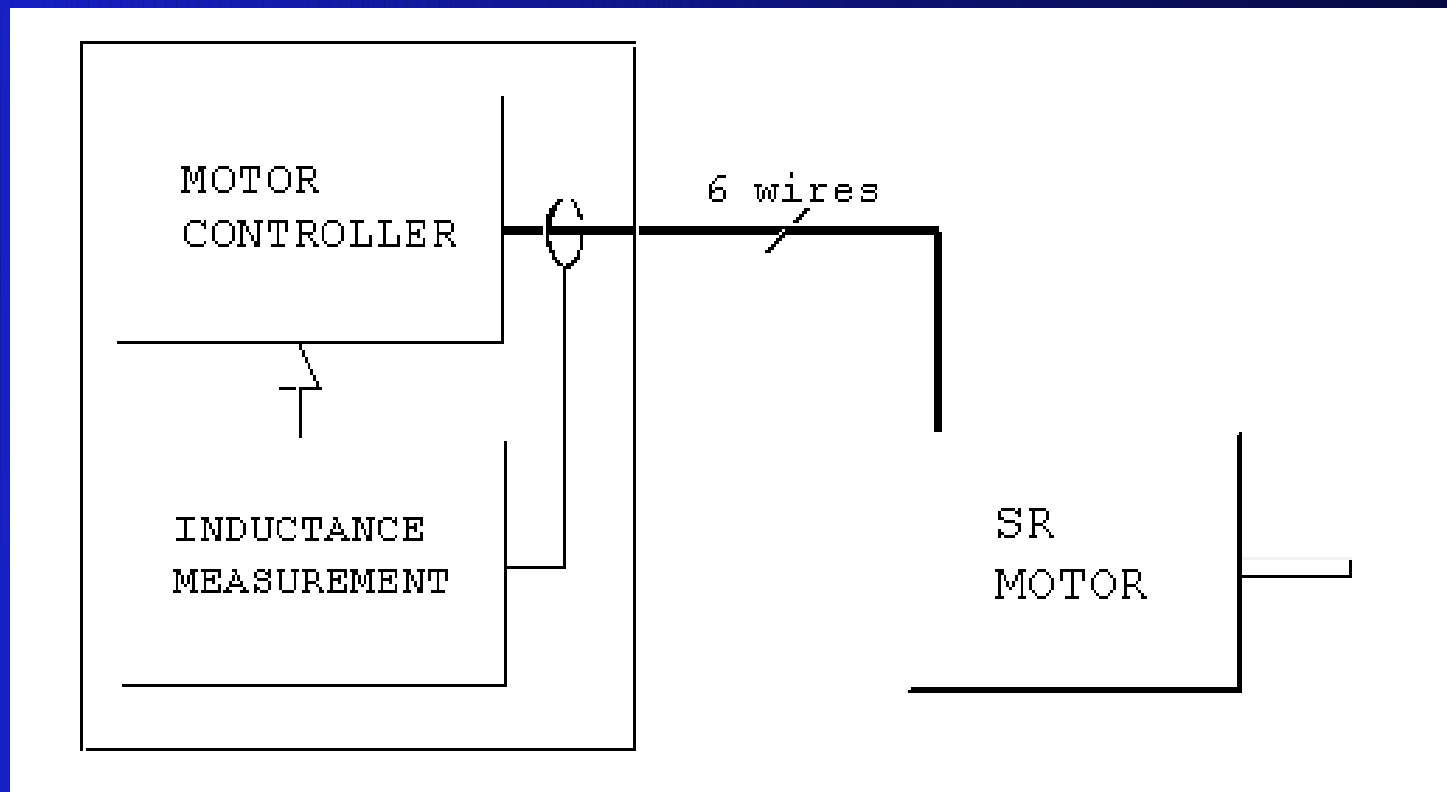 MOTOR
CONTROLLER
6 wires
INDUCTANCE
MEASUREMENT
SR
MOTOR